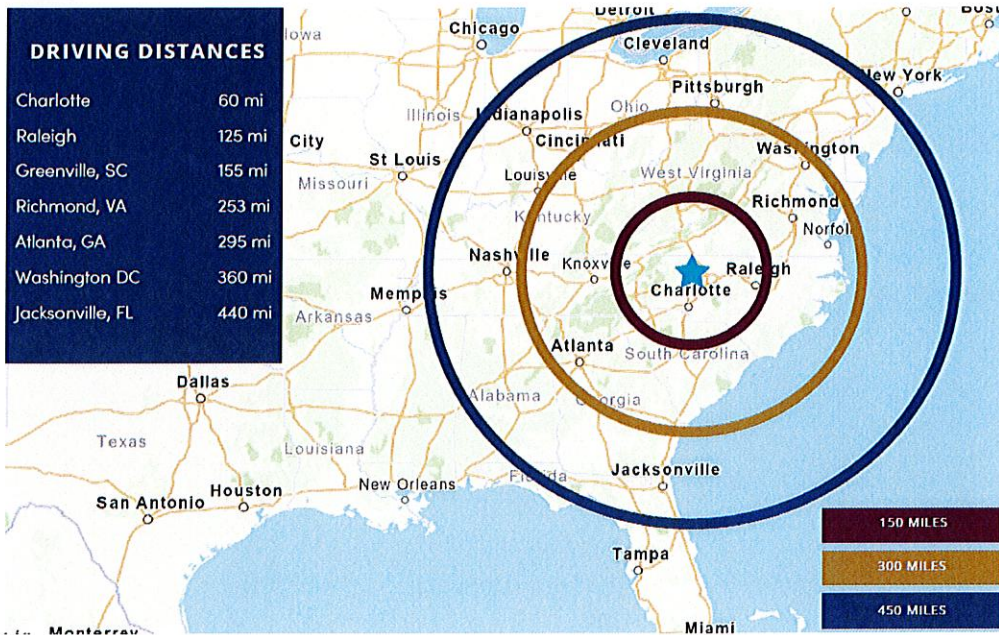 DRIVING DISTANCES
Charlotte 60 mi
Raleigh 125 mi
Greenville, SC 155 mi
Richmond, VA 253 mi
Atlanta, GA 295 mi
Washington DC 360 mi
Jacksonville, FL 440 mi
Iowa
Chicago
Detroit
Cleveland
New York
Pittsburgh
Illinois
Indianapolis
Ohio
City
Cincinnati
Washington
St Louis
Missouri
Louisville
West Virginia
Richmond
Kentucky
Norfolk
Nashville
Knoxville
Raleigh
Memphis
Charlotte
Arkansas
Atlanta
South Carolina
Dallas
Alabama
Georgia
Texas
Louisiana
Jacksonville
Florida
New Orleans
San Antonio
Houston
150 MILES
Tampa
300 MILES
450 MILES
Monterrey
Miami